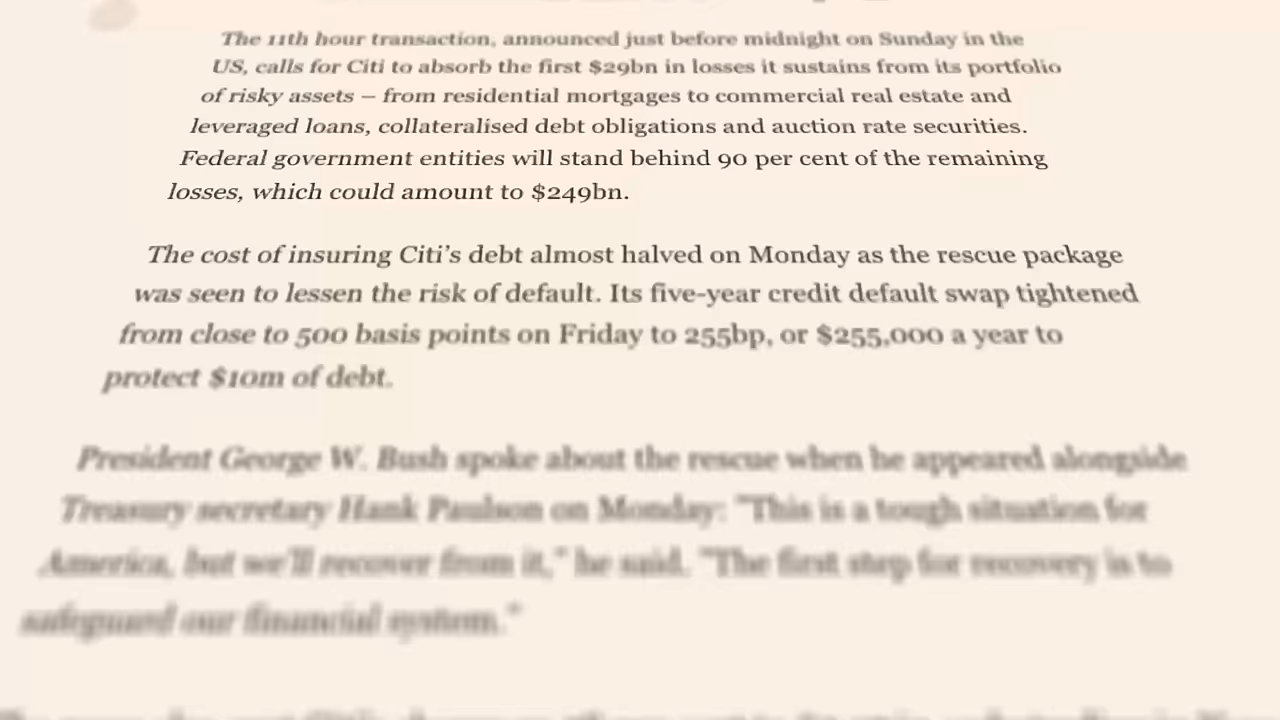 The 11th hour transaction, announced just before midnight on Sunday in the
US, calls for Citi to absorb the first $29bn in losses it sustains from its portfolio
of risky assets – from residential mortgages to commercial real estate and
leveraged loans, collateralised debt obligations and auction rate securities.
Federal government entities will stand behind 90 per cent of the remaining
losses, which could amount to $249bn.
The cost of insuring Citi's debt almost halved on Monday as the rescue package
was seen to lessen the risk of default. Its five-year credit default swap tightened
from close to 500 basis points on Friday to 255bp, or $255,000 a year to
protect $10m of debt.
President George W. Bush spoke about the rescue when he appeared alongside
Treasury secretary Hank Paulson on Monday: "This is a tough situation for
America, but we'll recover from it," he said. "The first step for recovery is to
safeguard our financial system."